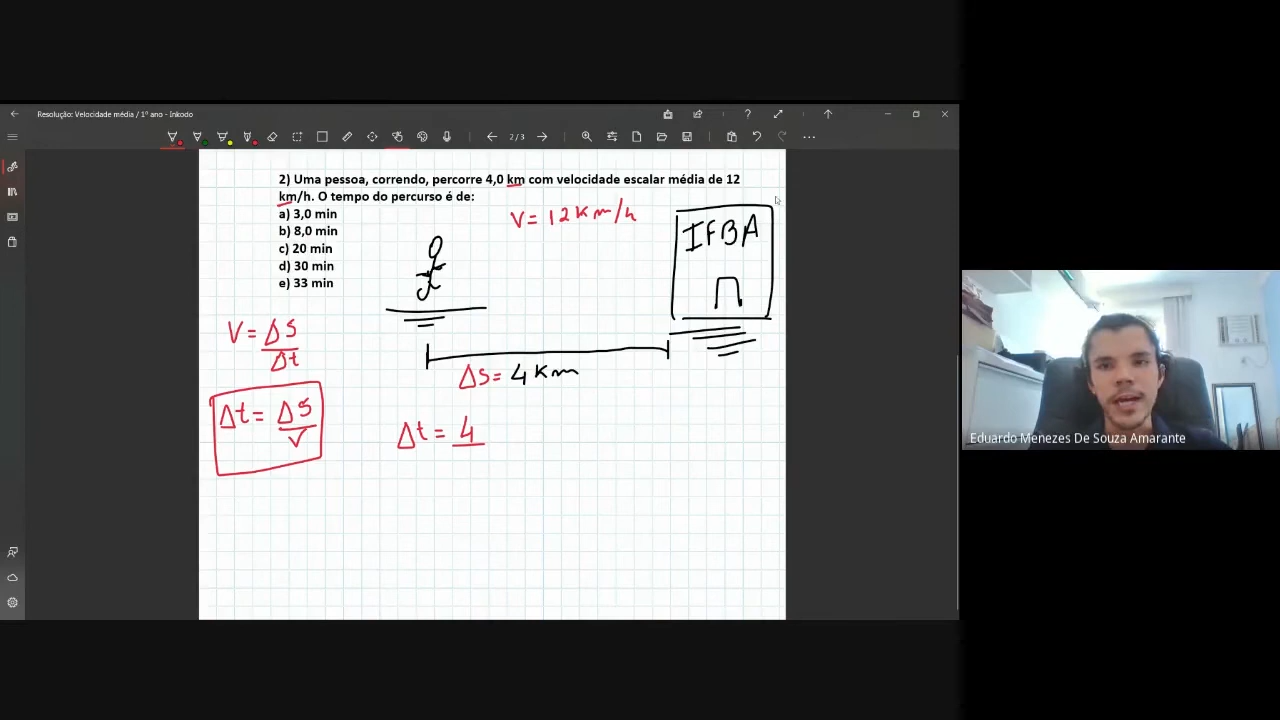 Resolução: Velocidade média / 1º ano - Inkodo
2/3
2) Uma pessoa, correndo, percorre 4,0 km com velocidade escalar média de 12
km/h. O tempo do percurso é de:
a) 3,0 min
b) 8,0 min
c) 20 min
d) 30 min
e) 33 min
V = 12 Km/h
IFBA
V = ΔS
Δt
ΔS = 4 Km
Δt = ΔS
V
Δt = 4
Eduardo Menezes De Souza Amarante